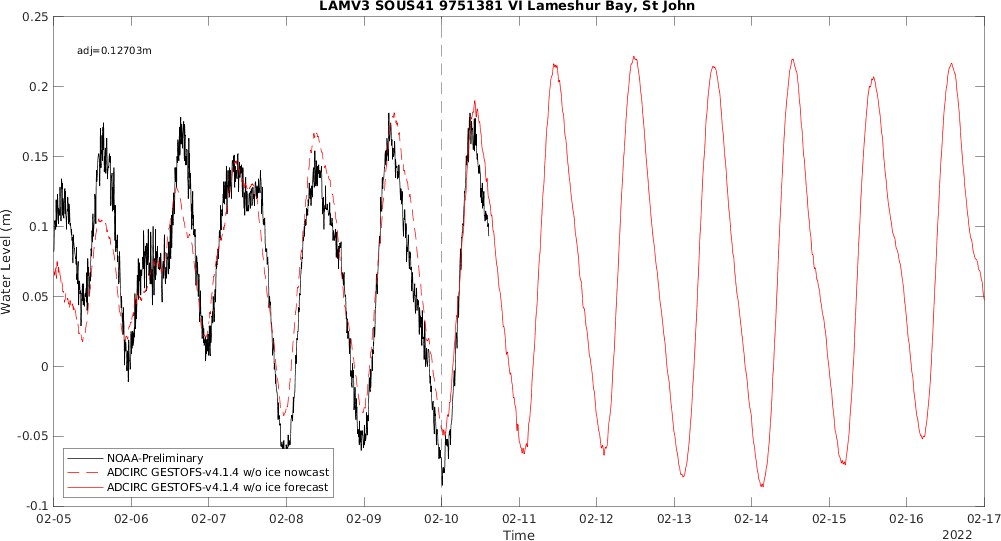 LAMV3 SOUS41 9751381 VI Lameshur Bay, St John
adj=0.12703m
0.25
0.2
0.15
0.1
0.05
0
-0.05
-0.1
Water Level (m)
NOAA-Preliminary
ADCIRC GESTOFS-v4.1.4 w/o ice nowcast
ADCIRC GESTOFS-v4.1.4 w/o ice forecast
02-05 02-06 02-07 02-08 02-09 02-10 02-11 02-12 02-13 02-14 02-15 02-16 02-17
Time
2022